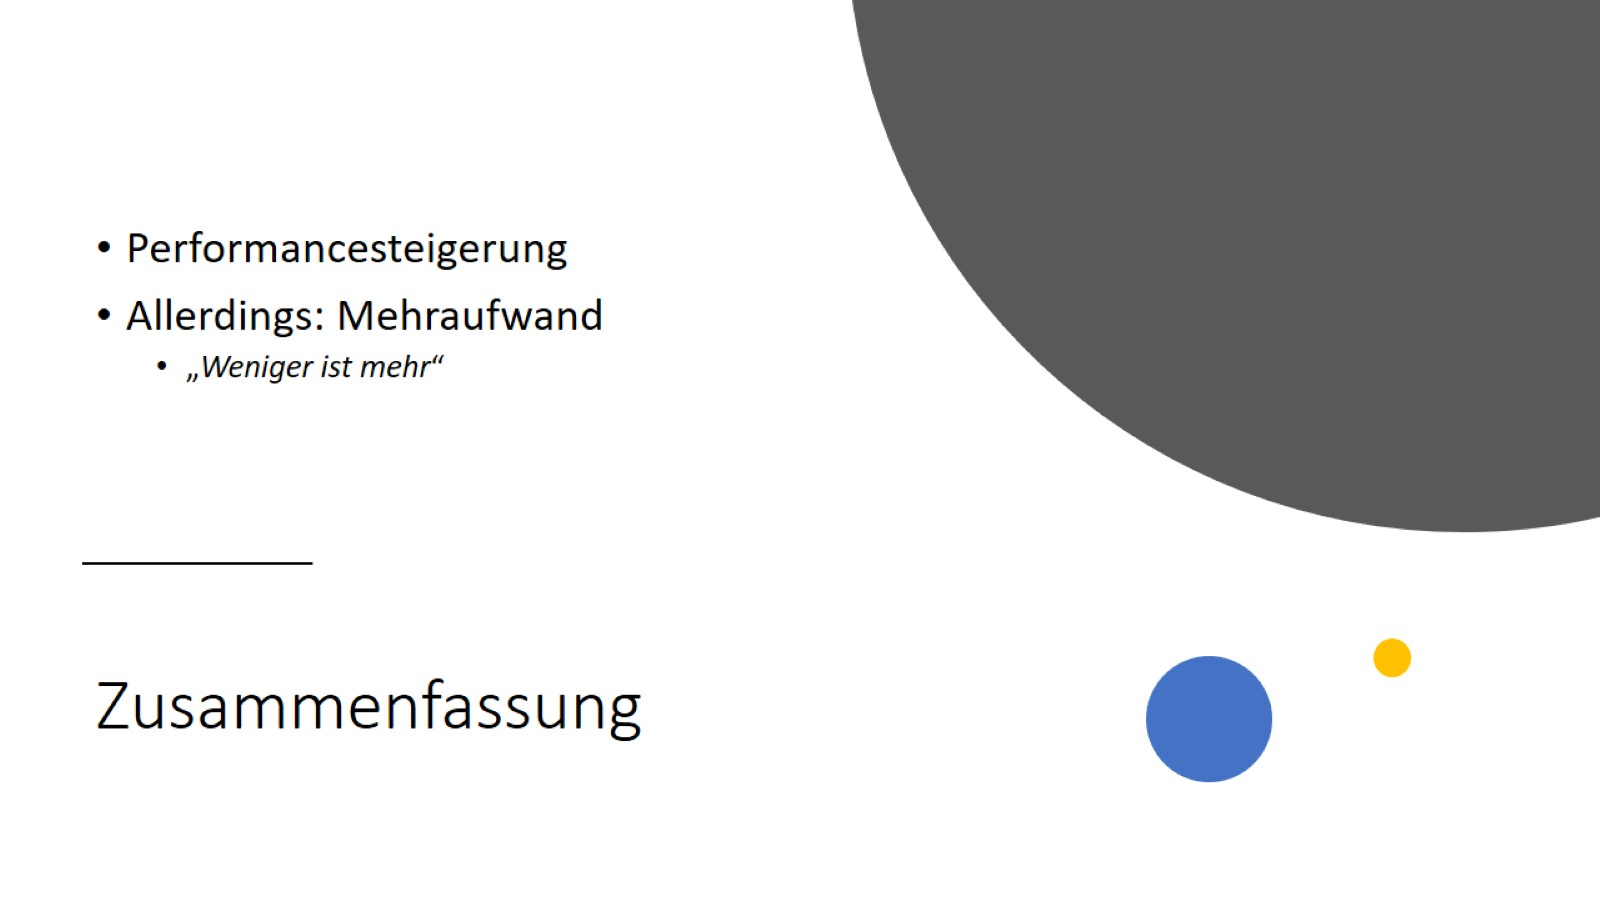 • Performancesteigerung
• Allerdings: Mehraufwand
• „Weniger ist mehr“
Zusammenfassung